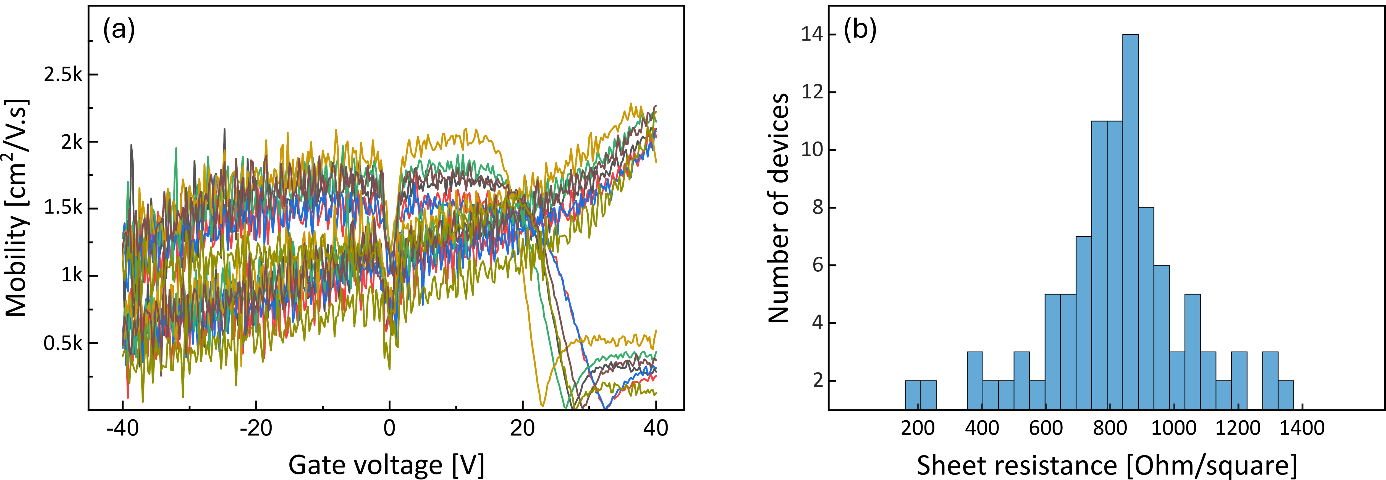 (a)
2.5k
2k
1.5k
1k
0.5k
Mobility [cm²/V.s]
-40
-20
0
20
40
Gate voltage [V]
(b)
14
12
10
8
6
4
2
Number of devices
200
400
600
800
1000
1200
1400
Sheet resistance [Ohm/square]